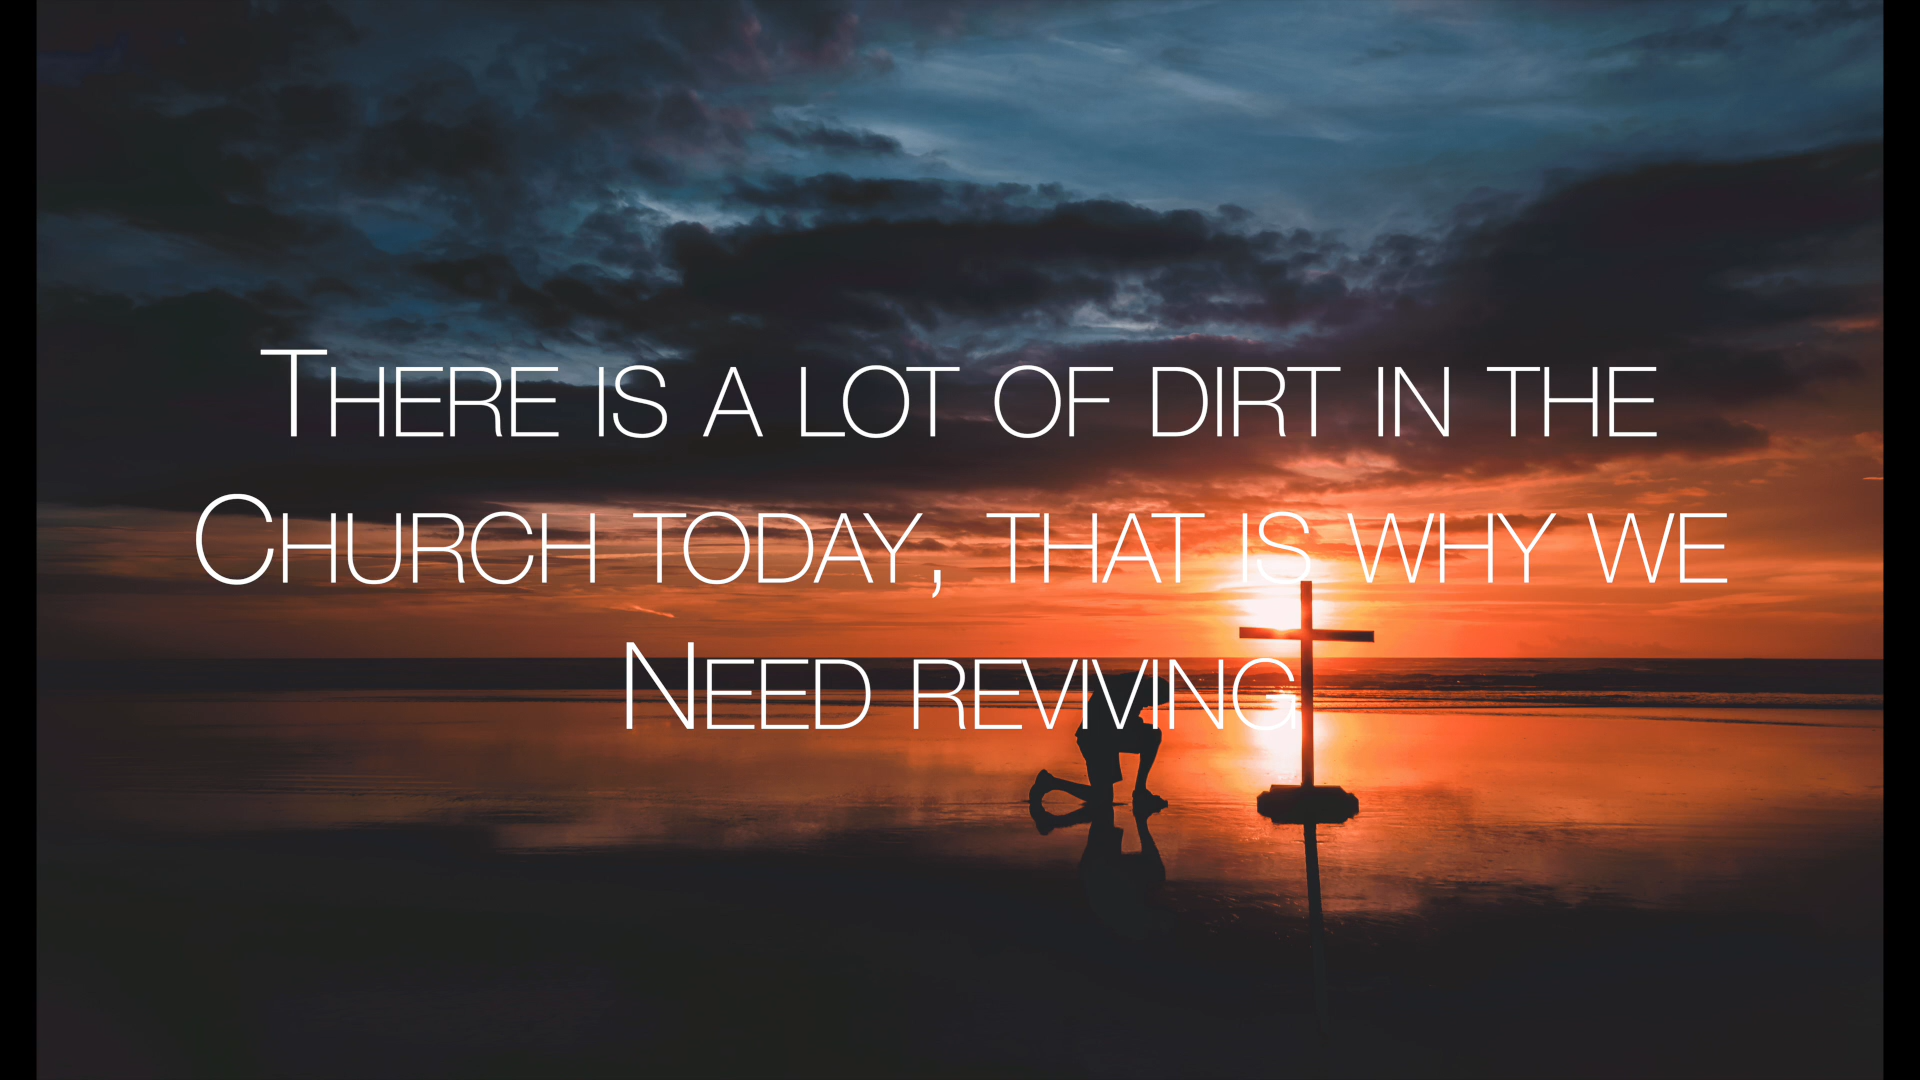 There is a lot of dirt in the
Church today, that is why we
Need reviving